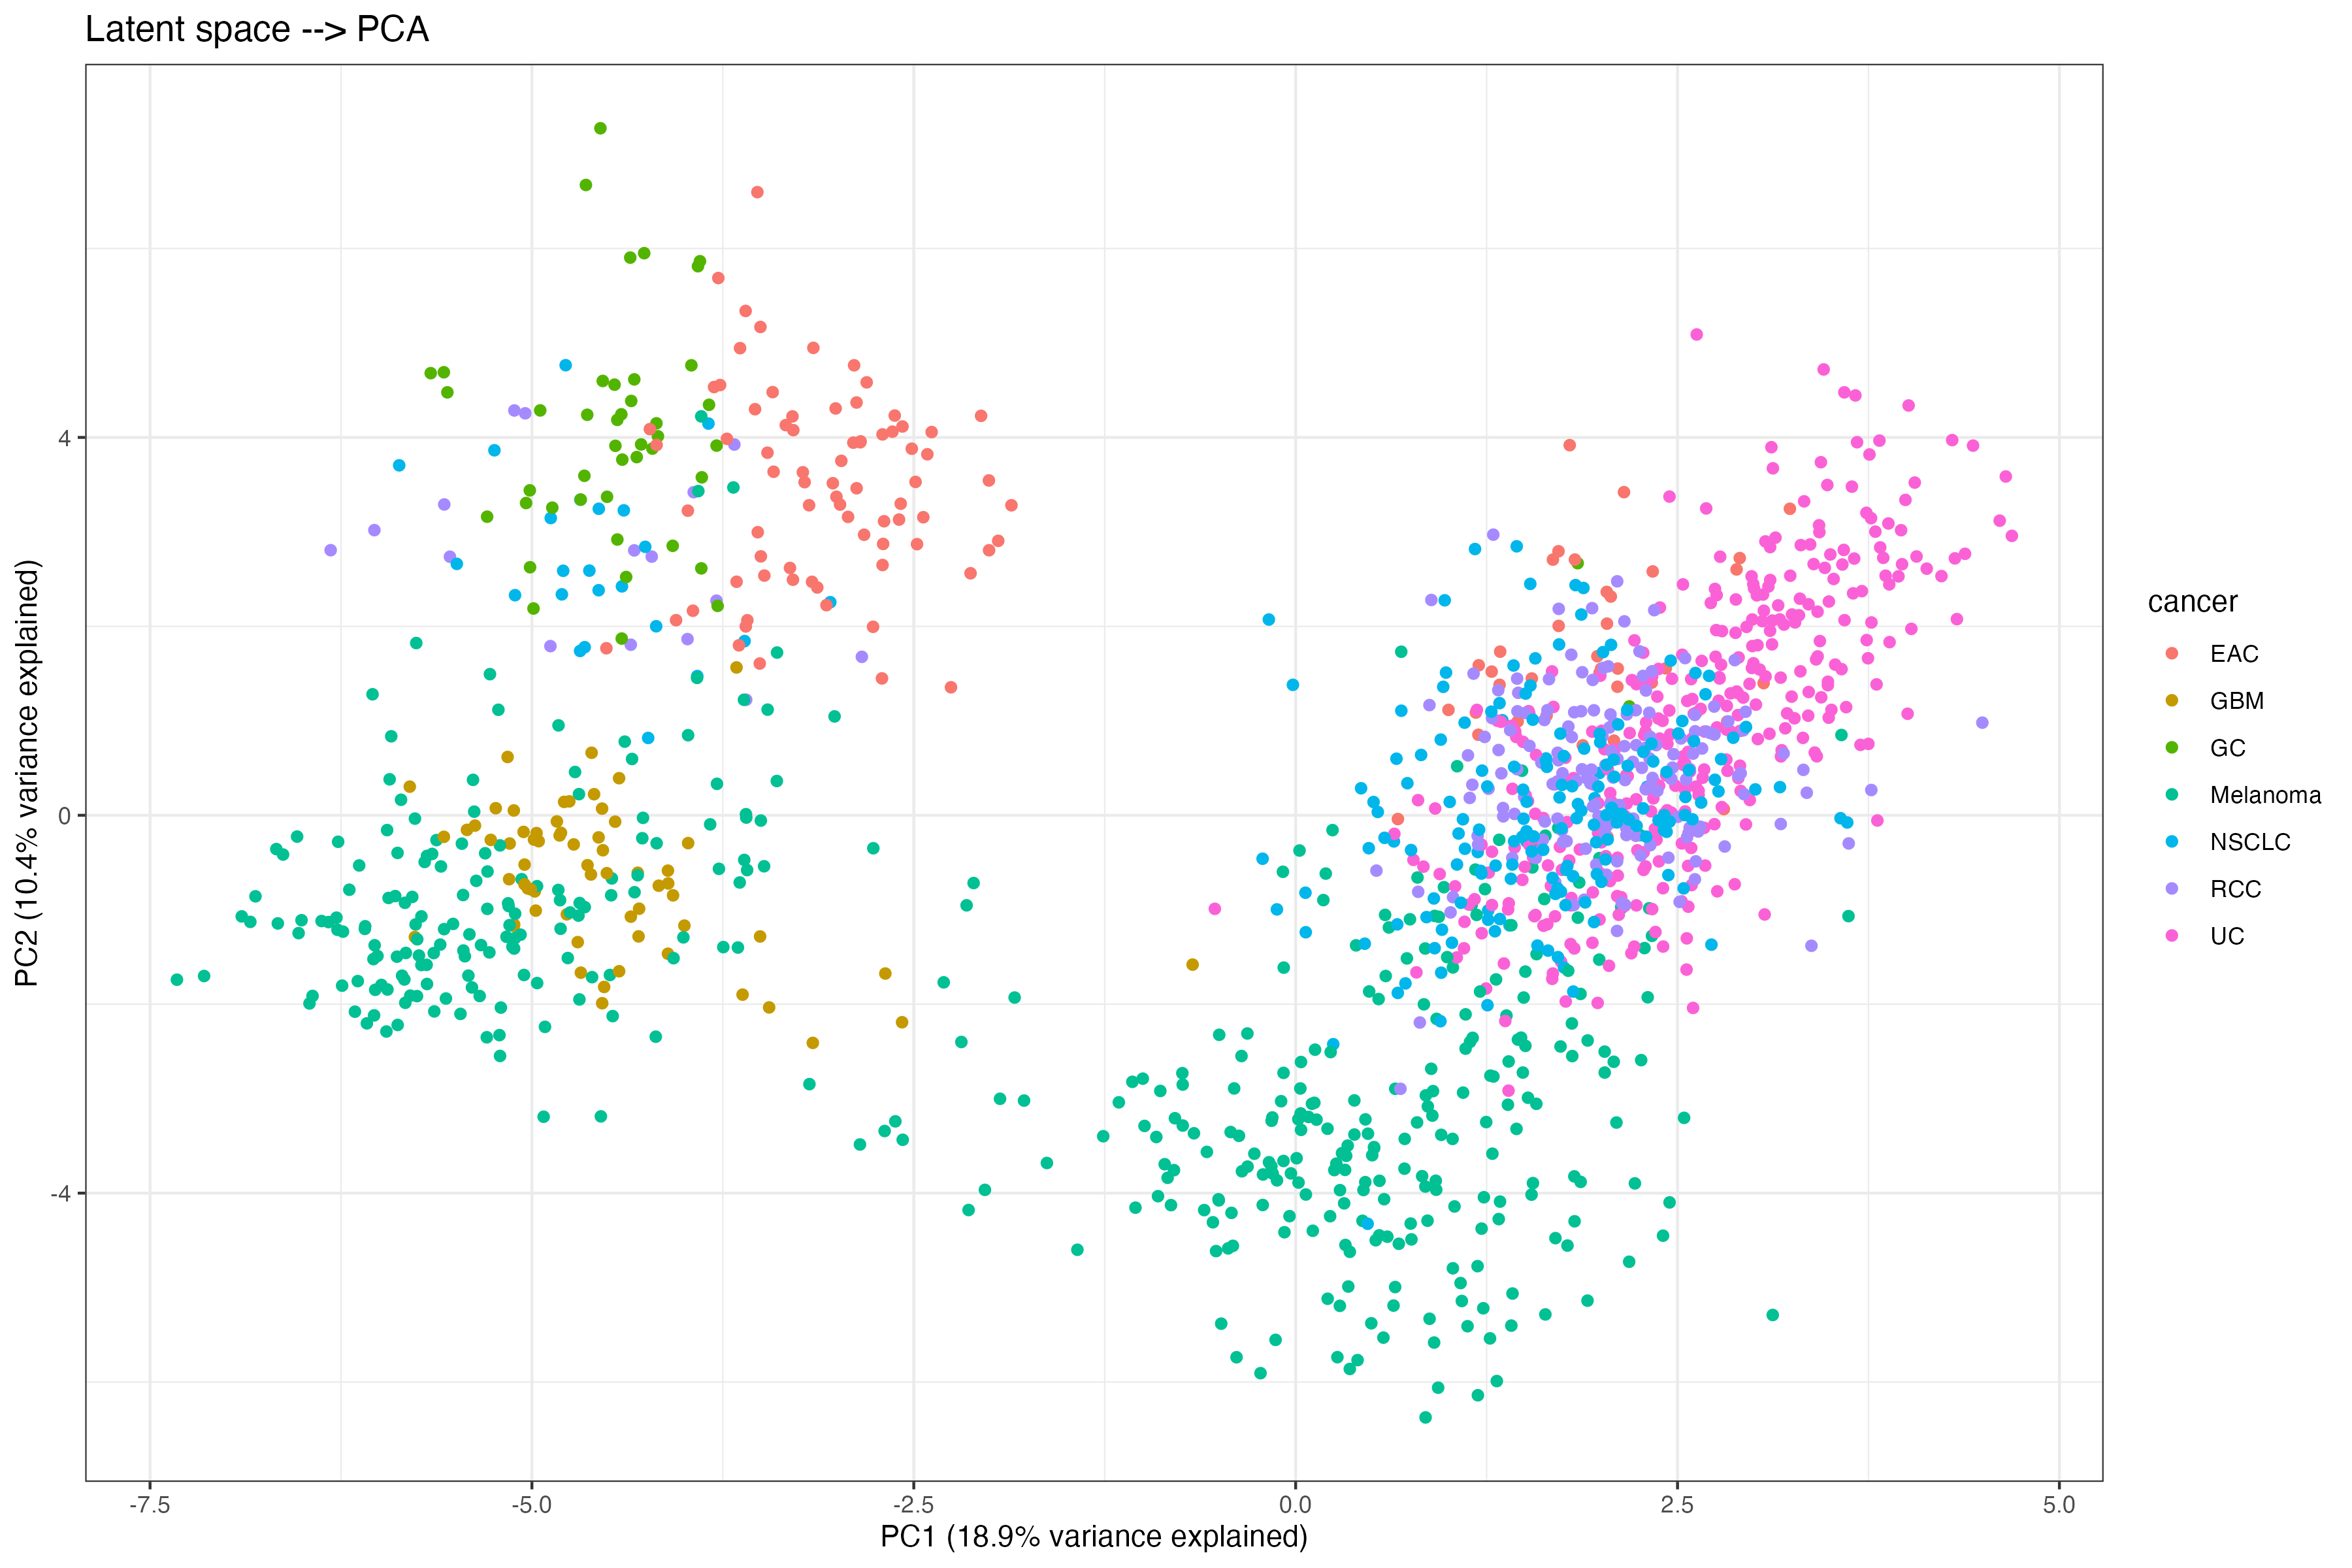 Latent space --> PCA
PC2 (10.4% variance explained)
4
0
-4
-7.5
-5.0
-2.5
0.0
2.5
5.0
PC1 (18.9% variance explained)
cancer
EAC
GBM
GC
Melanoma
NSCLC
RCC
UC